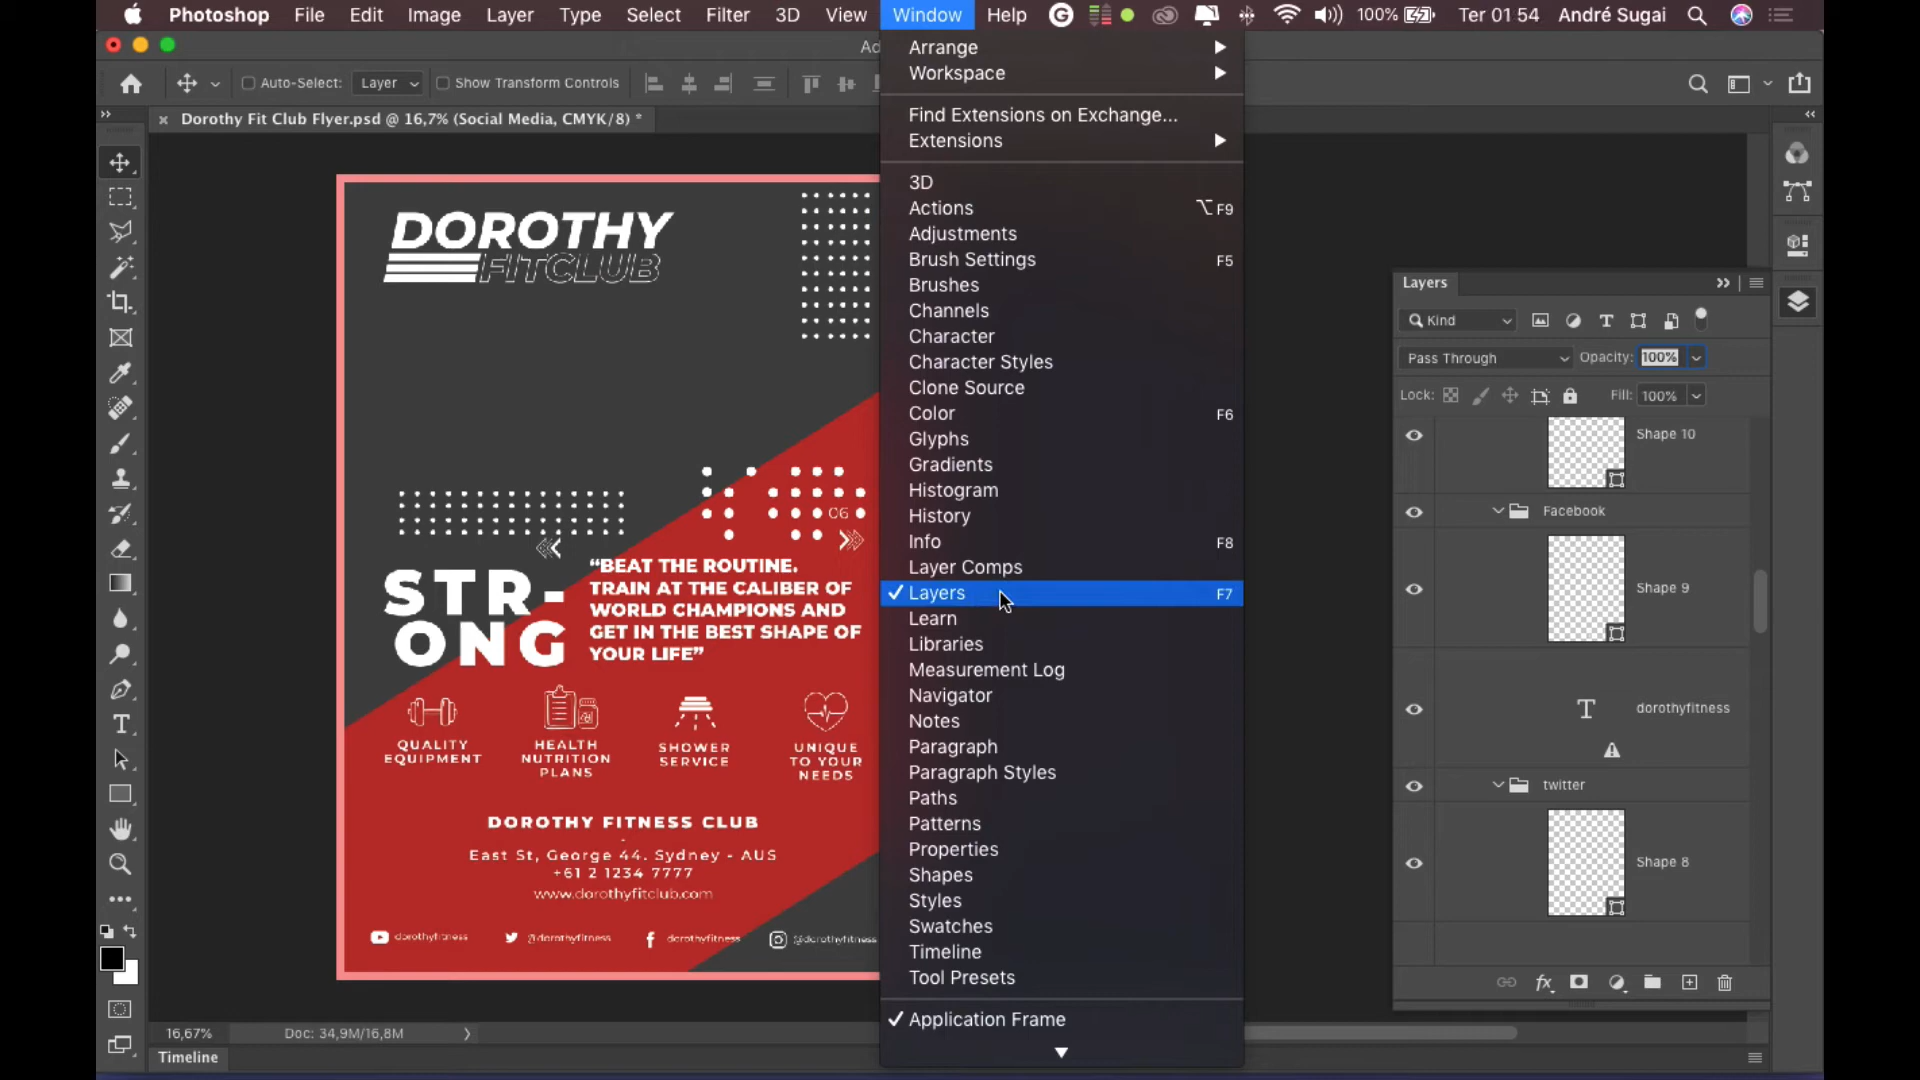 Photoshop File Edit Image Layer Type Select Filter 3D View Window Help 100% Ter 01 54 André Sugai
Ad
Auto-Select: Layer Show Transform Controls
Dorothy Fit Club Flyer.psd @ 16,7% (Social Media, CMYK/8) *
DOROTHY
FITCLUB
06
STR-
ONG
“BEAT THE ROUTINE.
TRAIN AT THE CALIBER OF
WORLD CHAMPIONS AND
GET IN THE BEST SHAPE OF
YOUR LIFE”
QUALITY
EQUIPMENT
HEALTH
NUTRITION
PLANS
SHOWER
SERVICE
UNIQUE
TO YOUR
NEEDS
DOROTHY FITNESS CLUB
-
East St, George 44. Sydney - AUS
+61 2 1234 7777
www.dorothyfitclub.com
dorothyfitness @dorothyfitness dorothyfitness @dorothyfitness
16,67% Doc: 34,9M/16,8M
Timeline
Arrange
Workspace
Find Extensions on Exchange...
Extensions
3D
Actions ⌥F9
Adjustments
Brush Settings F5
Brushes
Channels
Character
Character Styles
Clone Source
Color F6
Glyphs
Gradients
Histogram
History
Info F8
Layer Comps
✓ Layers F7
Learn
Libraries
Measurement Log
Navigator
Notes
Paragraph
Paragraph Styles
Paths
Patterns
Properties
Shapes
Styles
Swatches
Timeline
Tool Presets
✓ Application Frame
Layers
Kind
Pass Through Opacity: 100%
Lock: Fill: 100%
Shape 10
Facebook
Shape 9
dorothyfitness
twitter
Shape 8